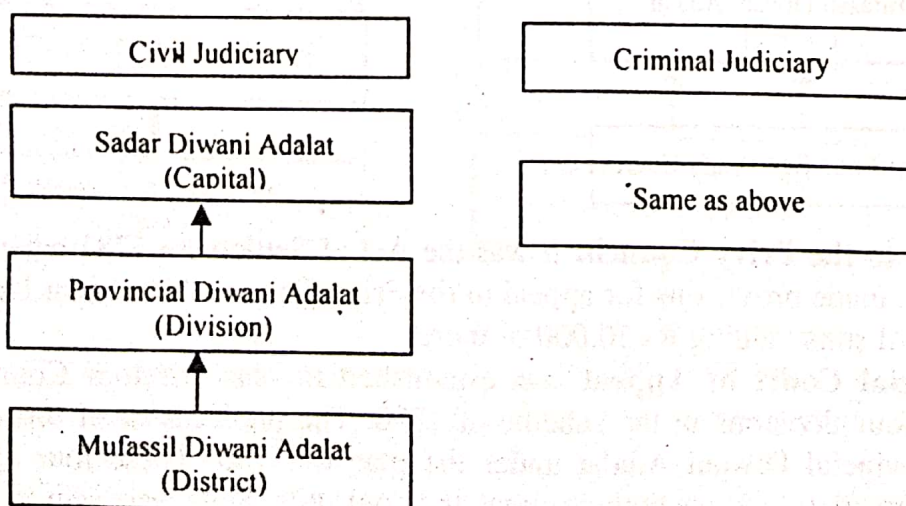 Civil Judiciary
Criminal Judiciary
Sadar Diwani Adalat
(Capital)
Same as above
Provincial Diwani Adalat
(Division)
Mufassil Diwani Adalat
(District)